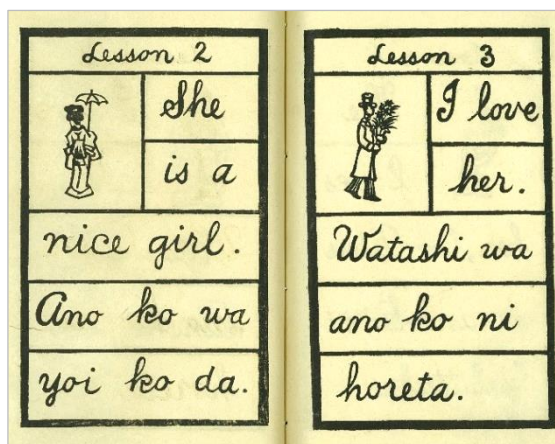 Lesson 2
She
is a
nice girl.
Ano ko wa
yoi ko da.
Lesson 3
I love
her.
Watashi wa
ano ko ni
horeta.